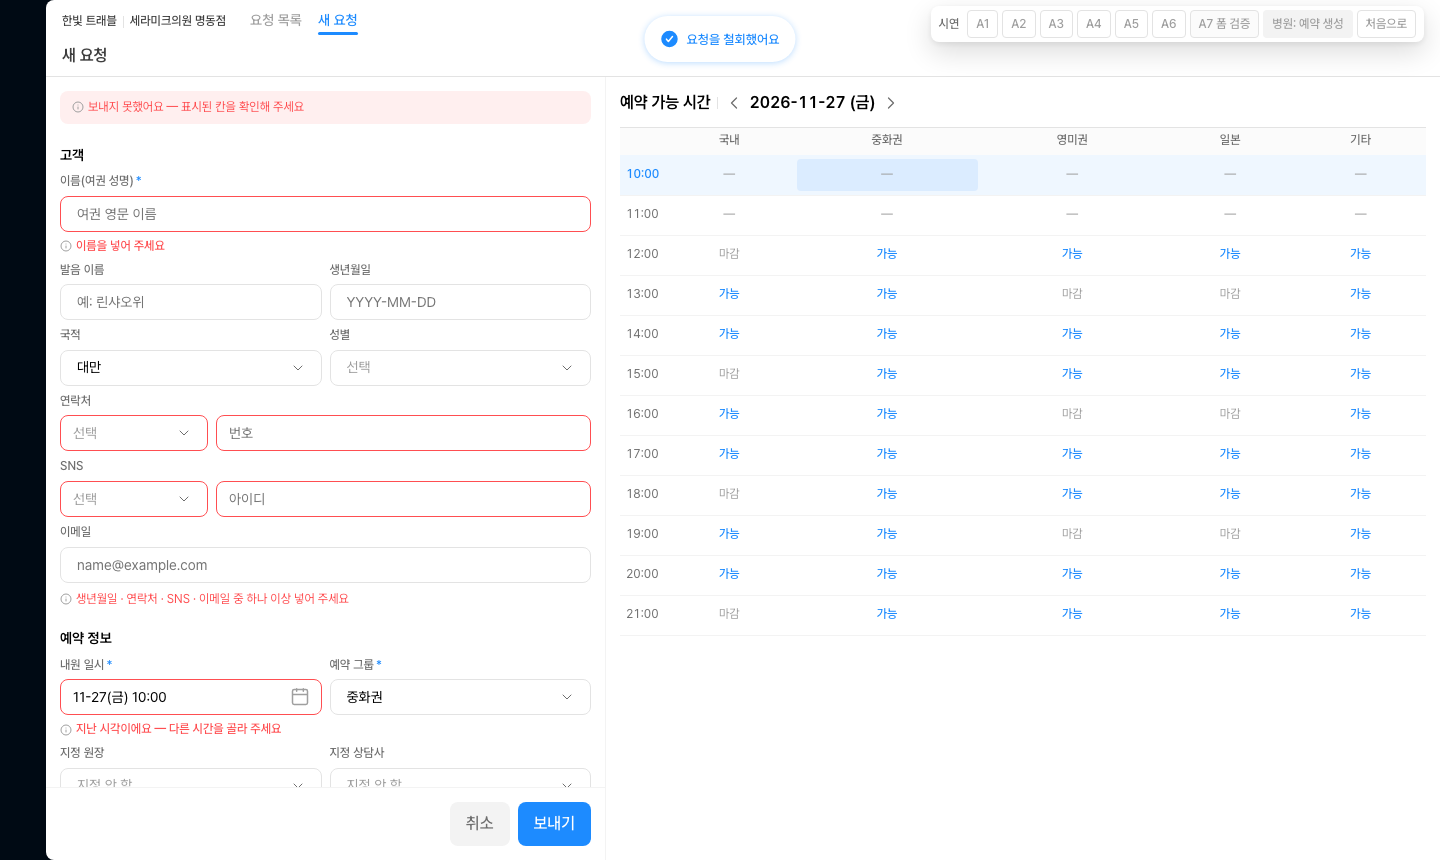 한빛 트래블 세라미크의원 명동점 요청 목록 새 요청
요청을 철회했어요
시연 A1 A2 A3 A4 A5 A6 A7 폼 검증 병원: 예약 생성 처음으로
새 요청
보내지 못했어요 — 표시된 칸을 확인해 주세요
고객
이름(여권 성명) *
여권 영문 이름
이름을 넣어 주세요
발음 이름 생년월일
예: 린샤오위 YYYY-MM-DD
국적 성별
대만 선택
연락처
선택 번호
SNS
선택 아이디
이메일
name@example.com
생년월일 · 연락처 · SNS · 이메일 중 하나 이상 넣어 주세요
예약 정보
내원 일시 * 예약 그룹 *
11-27(금) 10:00 중화권
지난 시각이에요 — 다른 시간을 골라 주세요
지정 원장 지정 상담사
지정 안 함 지정 안 함
취소 보내기
예약 가능 시간 2026-11-27 (금)
국내 중화권 영미권 일본 기타
10:00 — — — — —
11:00 — — — — —
12:00 마감 가능 가능 가능 가능
13:00 가능 가능 마감 마감 가능
14:00 가능 가능 가능 가능 가능
15:00 마감 가능 가능 가능 가능
16:00 가능 가능 마감 마감 가능
17:00 가능 가능 가능 가능 가능
18:00 마감 가능 가능 가능 가능
19:00 가능 가능 마감 마감 가능
20:00 가능 가능 가능 가능 가능
21:00 마감 가능 가능 가능 가능